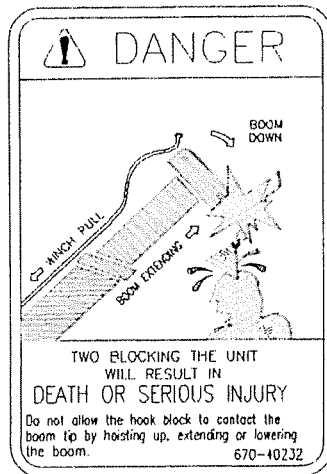 DANGER
BOOM
DOWN
WINCH PULL
BOOM EXTENDING
TWO BLOCKING THE UNIT
WILL RESULT IN
DEATH OR SERIOUS INJURY
Do not allow the hook block to contact the
boom tip by hoisting up, extending or lowering
the boom.
670-40232